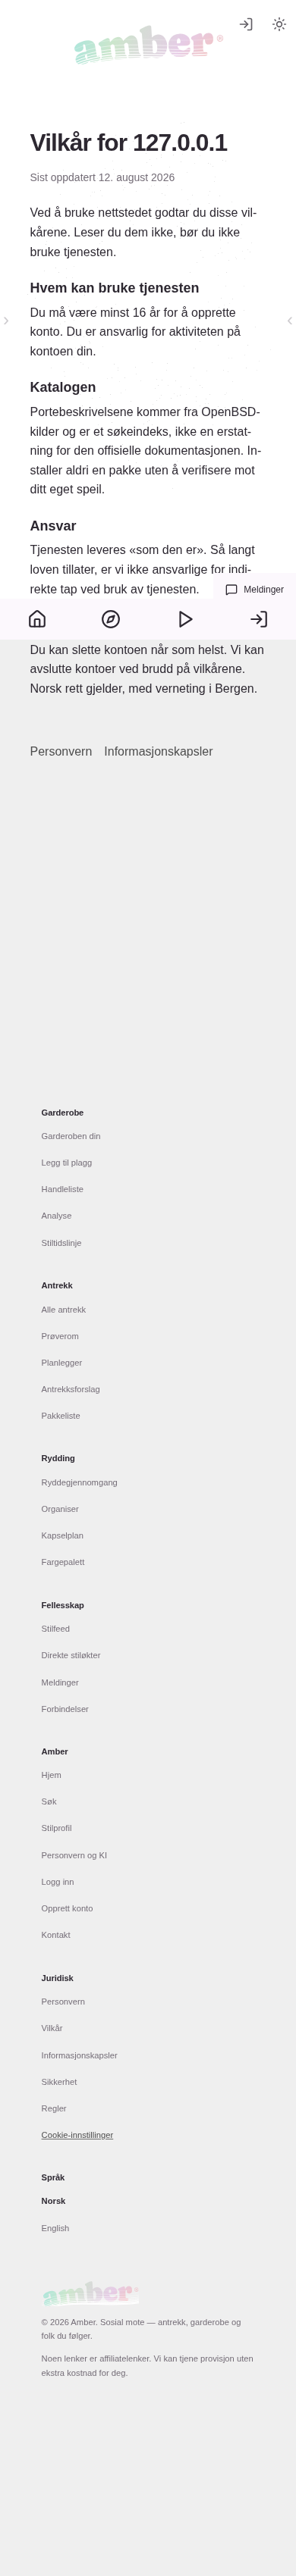 amber®
Vilkår for 127.0.0.1
Sist oppdatert 12. august 2026
Ved å bruke nettstedet godtar du disse vil-
kårene. Leser du dem ikke, bør du ikke
bruke tjenesten.
Hvem kan bruke tjenesten
Du må være minst 16 år for å opprette
konto. Du er ansvarlig for aktiviteten på
kontoen din.
Katalogen
Portebeskrivelsene kommer fra OpenBSD-
kilder og er et søkeindeks, ikke en erstat-
ning for den offisielle dokumentasjonen. In-
staller aldri en pakke uten å verifisere mot
ditt eget speil.
Ansvar
Tjenesten leveres «som den er». Så langt
loven tillater, er vi ikke ansvarlige for indi-
rekte tap ved bruk av tjenesten.
Meldinger
Du kan slette kontoen når som helst. Vi kan
avslutte kontoer ved brudd på vilkårene.
Norsk rett gjelder, med verneting i Bergen.
Personvern Informasjonskapsler
Garderobe
Garderoben din
Legg til plagg
Handleliste
Analyse
Stiltidslinje
Antrekk
Alle antrekk
Prøverom
Planlegger
Antrekksforslag
Pakkeliste
Rydding
Ryddegjennomgang
Organiser
Kapselplan
Fargepalett
Fellesskap
Stilfeed
Direkte stiløkter
Meldinger
Forbindelser
Amber
Hjem
Søk
Stilprofil
Personvern og KI
Logg inn
Opprett konto
Kontakt
Juridisk
Personvern
Vilkår
Informasjonskapsler
Sikkerhet
Regler
Cookie-innstillinger
Språk
Norsk
English
amber®
© 2026 Amber. Sosial mote — antrekk, garderobe og
folk du følger.
Noen lenker er affiliatelenker. Vi kan tjene provisjon uten
ekstra kostnad for deg.